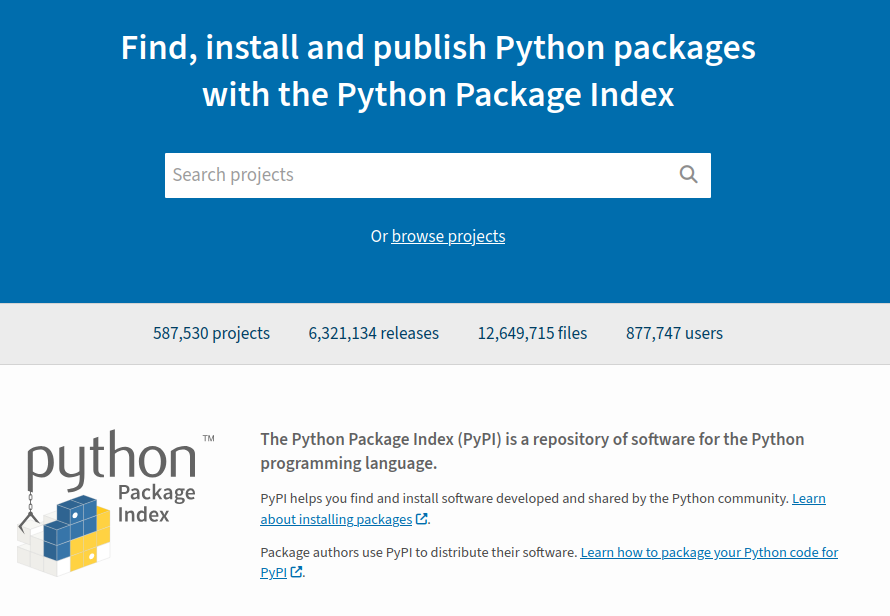 Find, install and publish Python packages
with the Python Package Index
Search projects
Or browse projects
587,530 projects 6,321,134 releases 12,649,715 files 877,747 users
python™
Package
Index
The Python Package Index (PyPI) is a repository of software for the Python
programming language.
PyPI helps you find and install software developed and shared by the Python community. Learn
about installing packages.
Package authors use PyPI to distribute their software. Learn how to package your Python code for
PyPI.